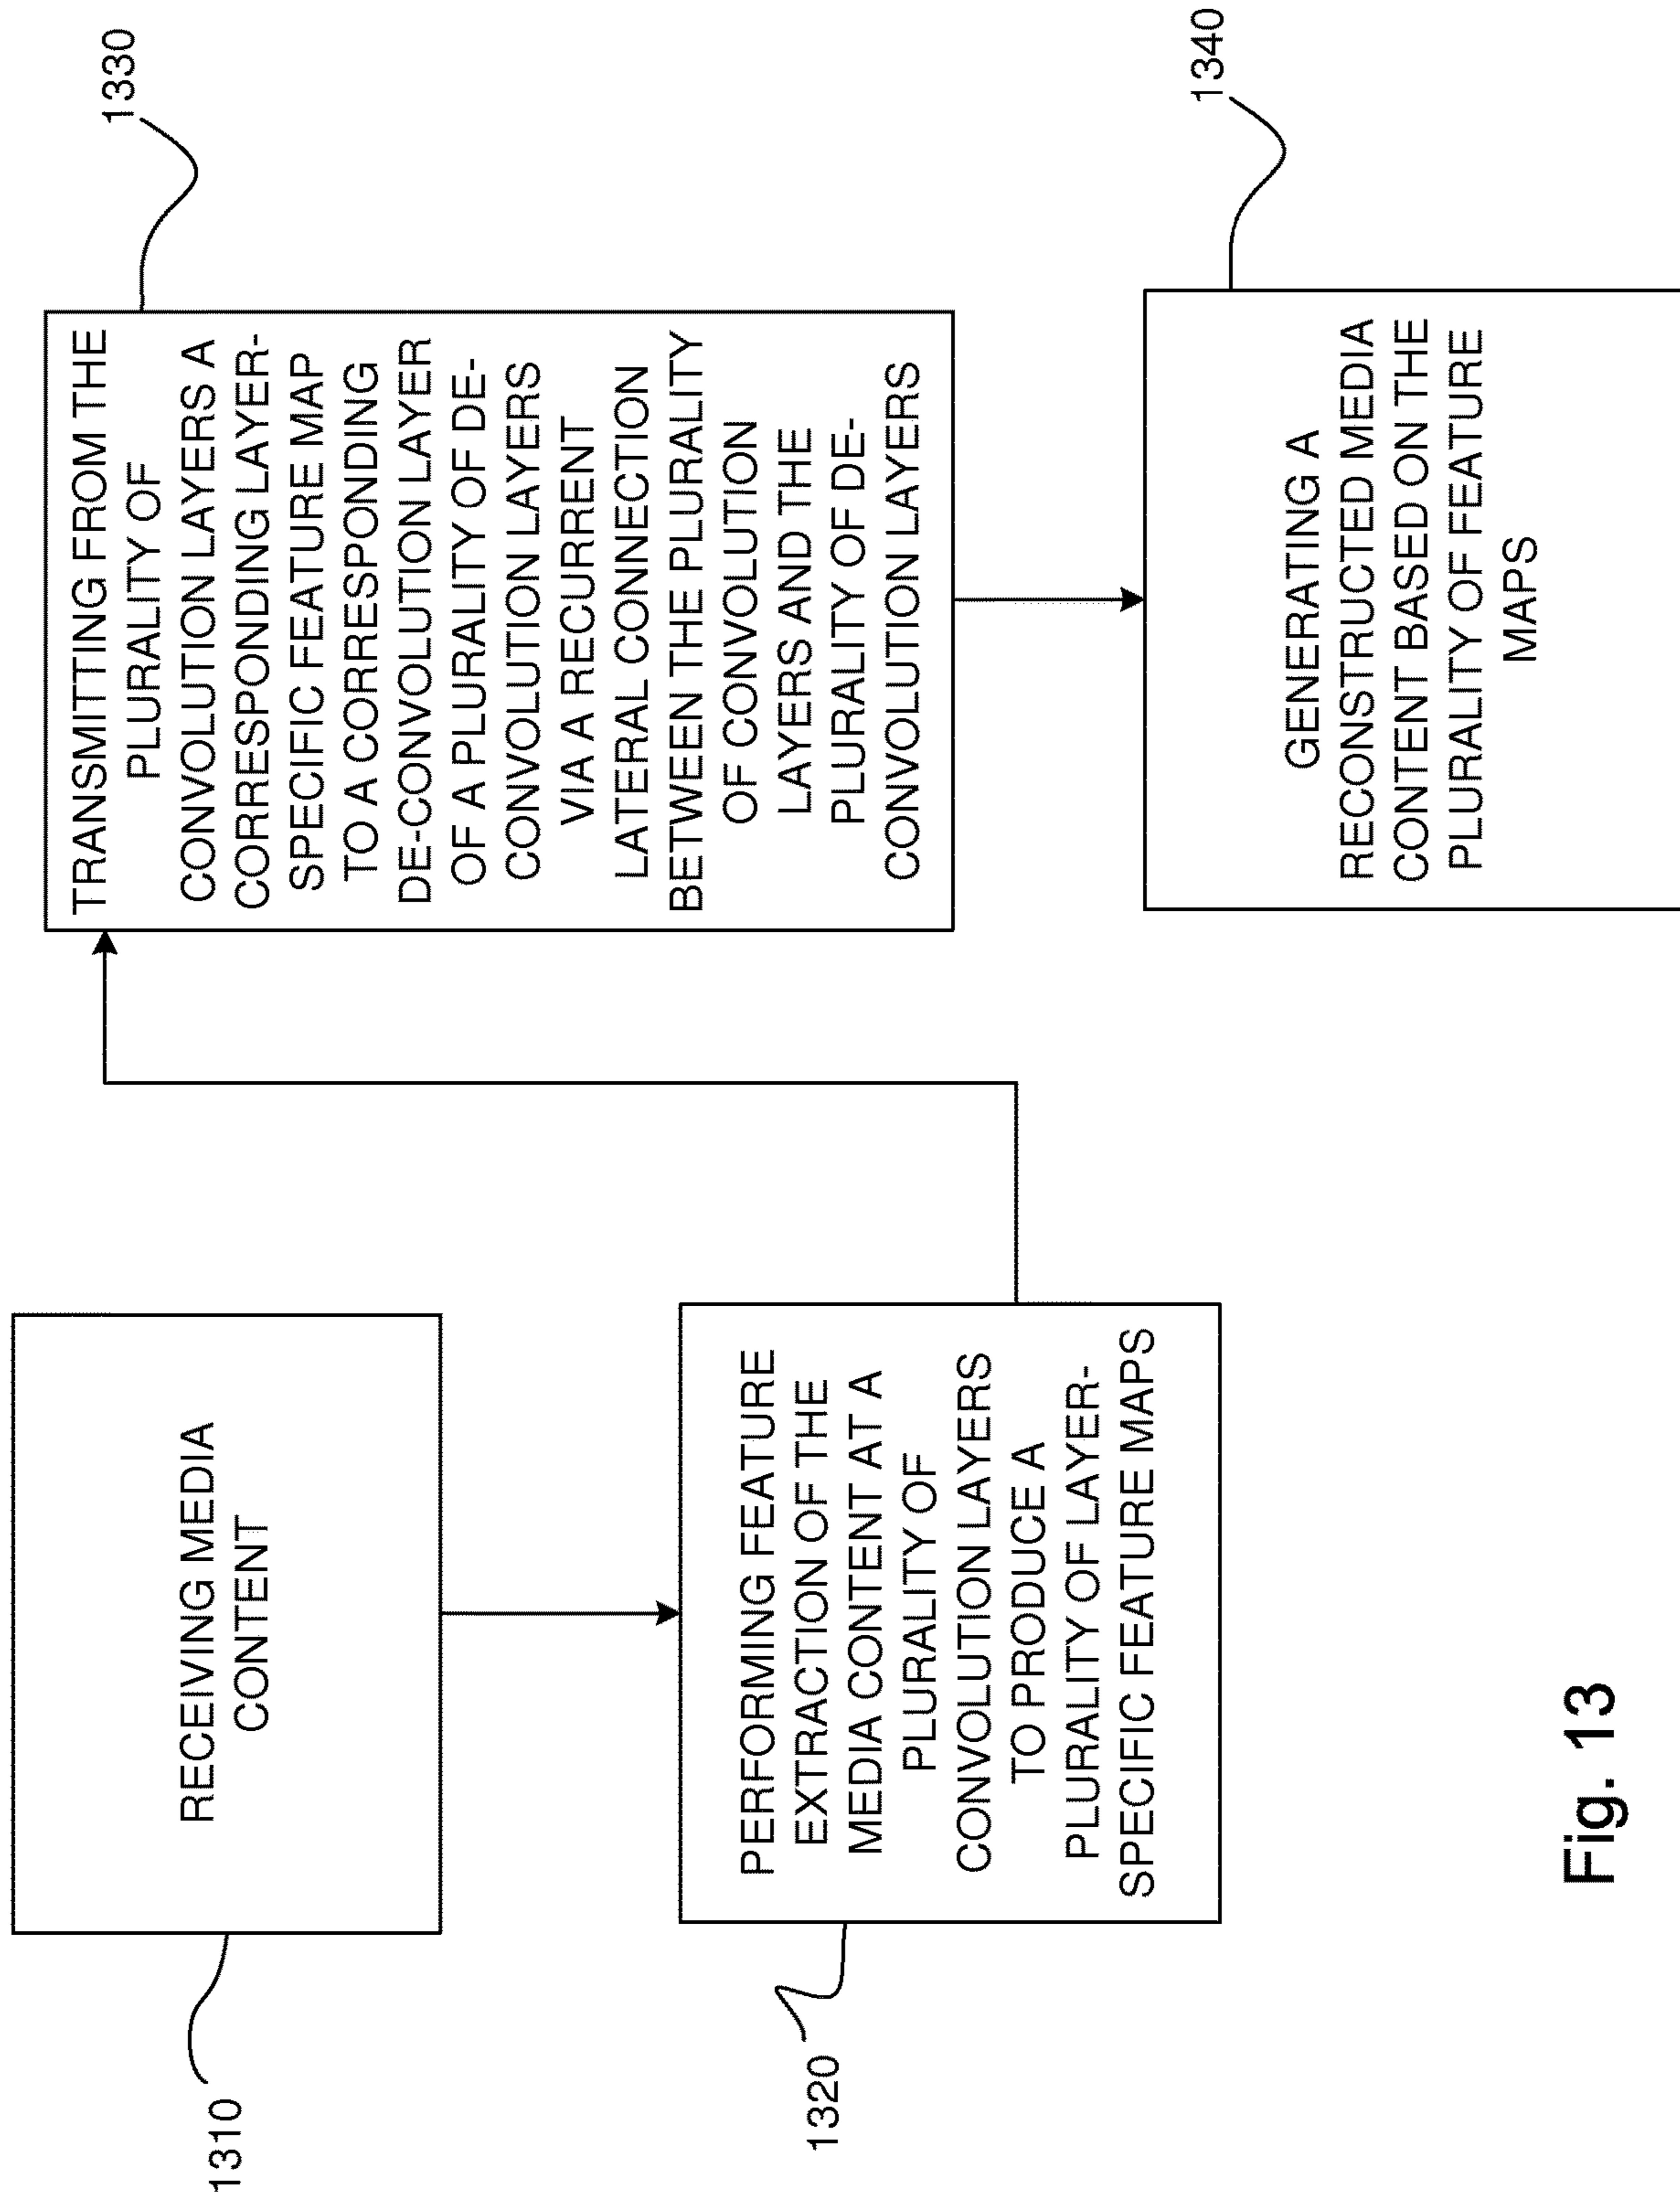 1310
RECEIVING MEDIA
CONTENT
1320
PERFORMING FEATURE
EXTRACTION OF THE
MEDIA CONTENT AT A
PLURALITY OF
CONVOLUTION LAYERS
TO PRODUCE A
PLURALITY OF LAYER-
SPECIFIC FEATURE MAPS
1330
TRANSMITTING FROM THE
PLURALITY OF
CONVOLUTION LAYERS A
CORRESPONDING LAYER-
SPECIFIC FEATURE MAP
TO A CORRESPONDING
DE-CONVOLUTION LAYER
OF A PLURALITY OF DE-
CONVOLUTION LAYERS
VIA A RECURRENT
LATERAL CONNECTION
BETWEEN THE PLURALITY
OF CONVOLUTION
LAYERS AND THE
PLURALITY OF DE-
CONVOLUTION LAYERS
1340
GENERATING A
RECONSTRUCTED MEDIA
CONTENT BASED ON THE
PLURALITY OF FEATURE
MAPS
Fig. 13